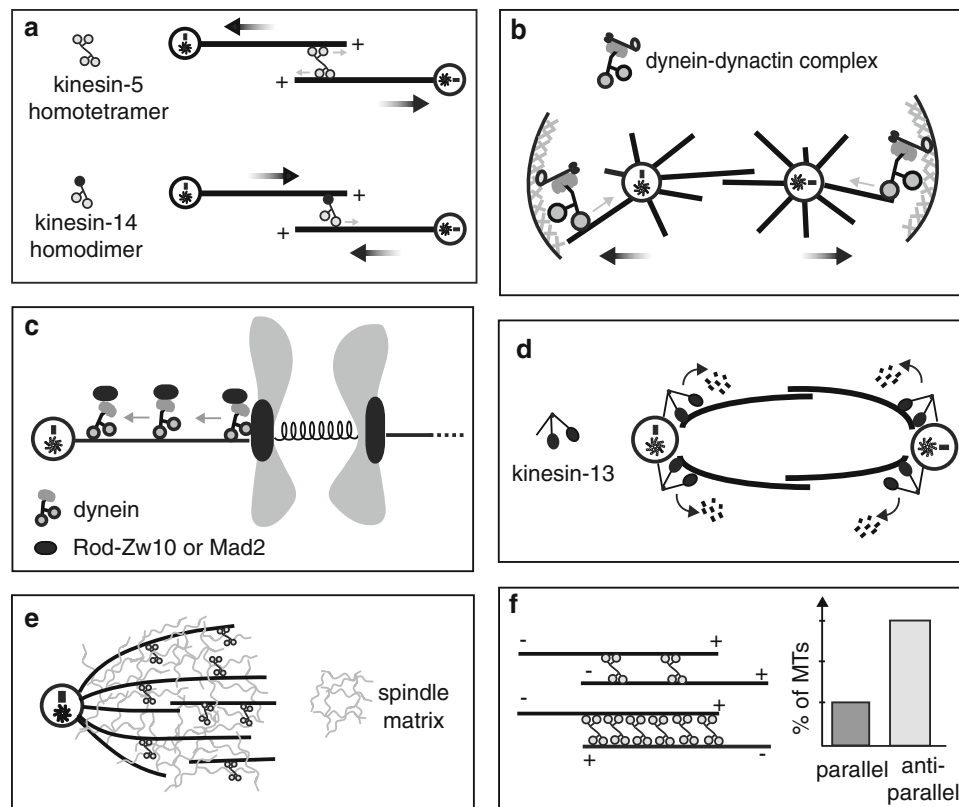 a
kinesin-5
homotetramer
+
+
kinesin-14
homodimer
+
+
b
dynein-dynactin complex
c
dynein
Rod-Zw10 or Mad2
d
kinesin-13
e
spindle
matrix
f
- +
- +
- +
+ -
% of MTs
parallel
anti-
parallel